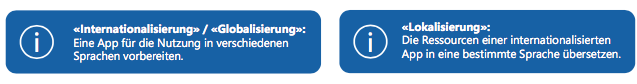 «Internationalisierung» / «Globalisierung»:
Eine App für die Nutzung in verschiedenen
Sprachen vorbereiten.
«Lokalisierung»:
Die Ressourcen einer internationalisierten
App in eine bestimmte Sprache übersetzen.